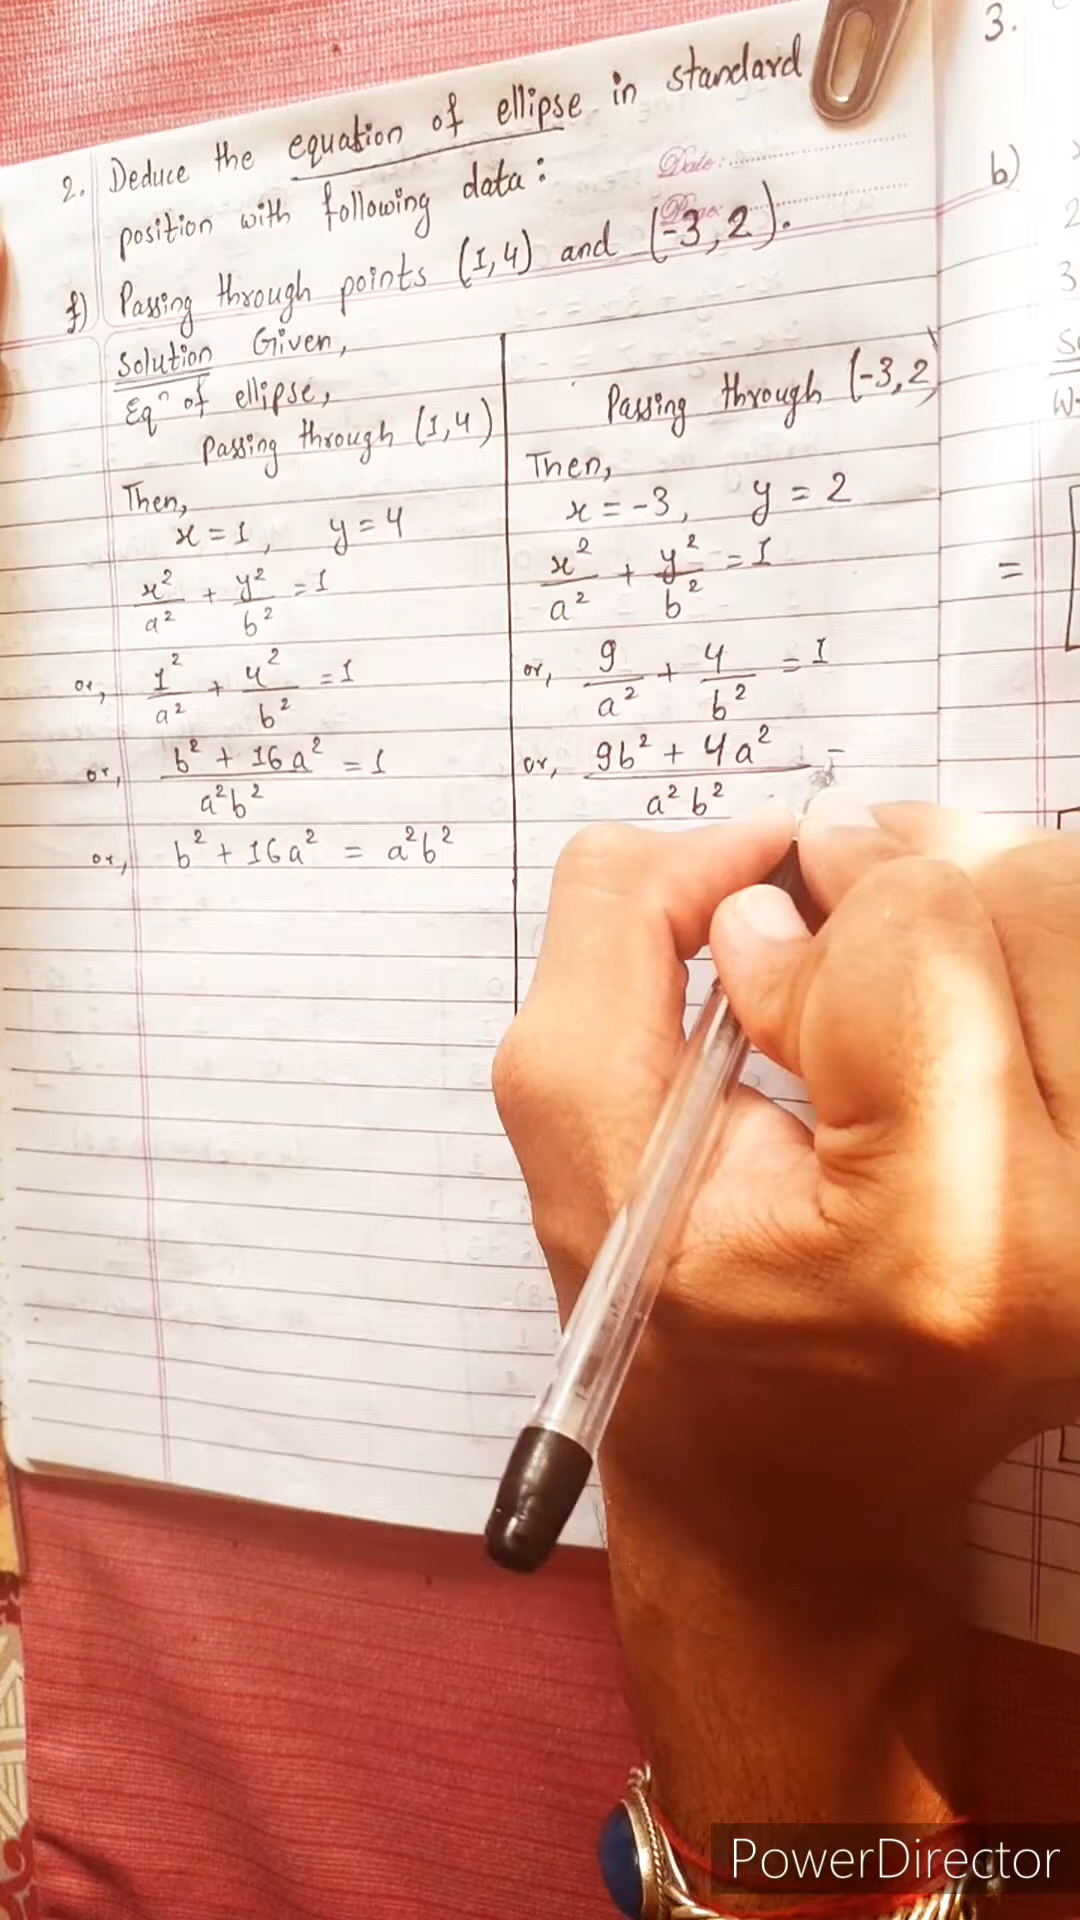 2. Deduce the equation of ellipse in standard
position with following data:
Date:
Page:
f) Passing through points (1,4) and (-3,2).
Solution Given,
Eqⁿ of ellipse,
passing through (1,4)
Then,
x = 1, y = 4
x²/a² + y²/b² = 1
or, 1²/a² + 4²/b² = 1
or, b² + 16a²/a²b² = 1
or, b² + 16a² = a²b²
Passing through (-3,2)
Then,
x = -3, y = 2
x²/a² + y²/b² = 1
or, 9/a² + 4/b² = 1
or, 9b² + 4a²/a²b² =
3.
b)
2
3
=
PowerDirector